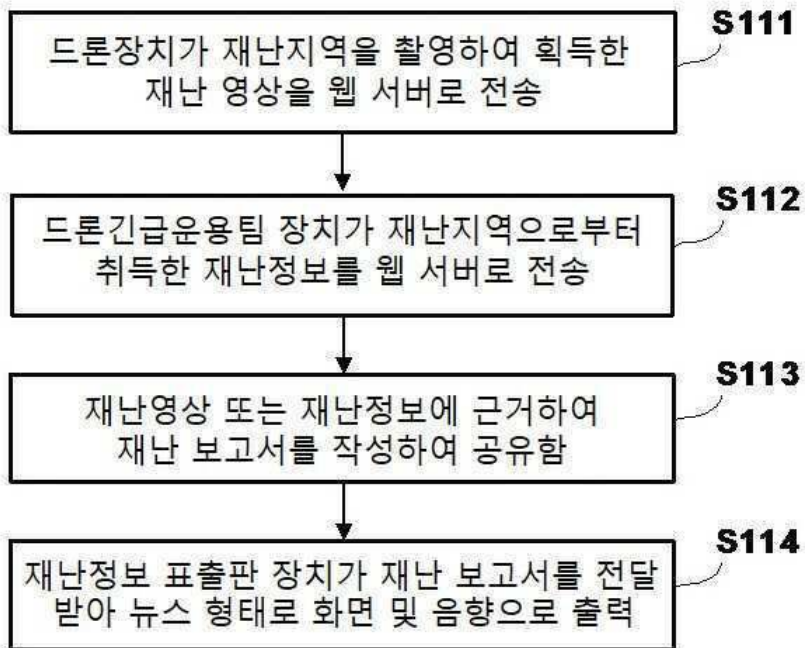 S111
드론장치가 재난지역을 촬영하여 획득한
재난 영상을 웹 서버로 전송
S112
드론긴급운용팀 장치가 재난지역으로부터
취득한 재난정보를 웹 서버로 전송
S113
재난영상 또는 재난정보에 근거하여
재난 보고서를 작성하여 공유함
S114
재난정보 표출판 장치가 재난 보고서를 전달
받아 뉴스 형태로 화면 및 음향으로 출력